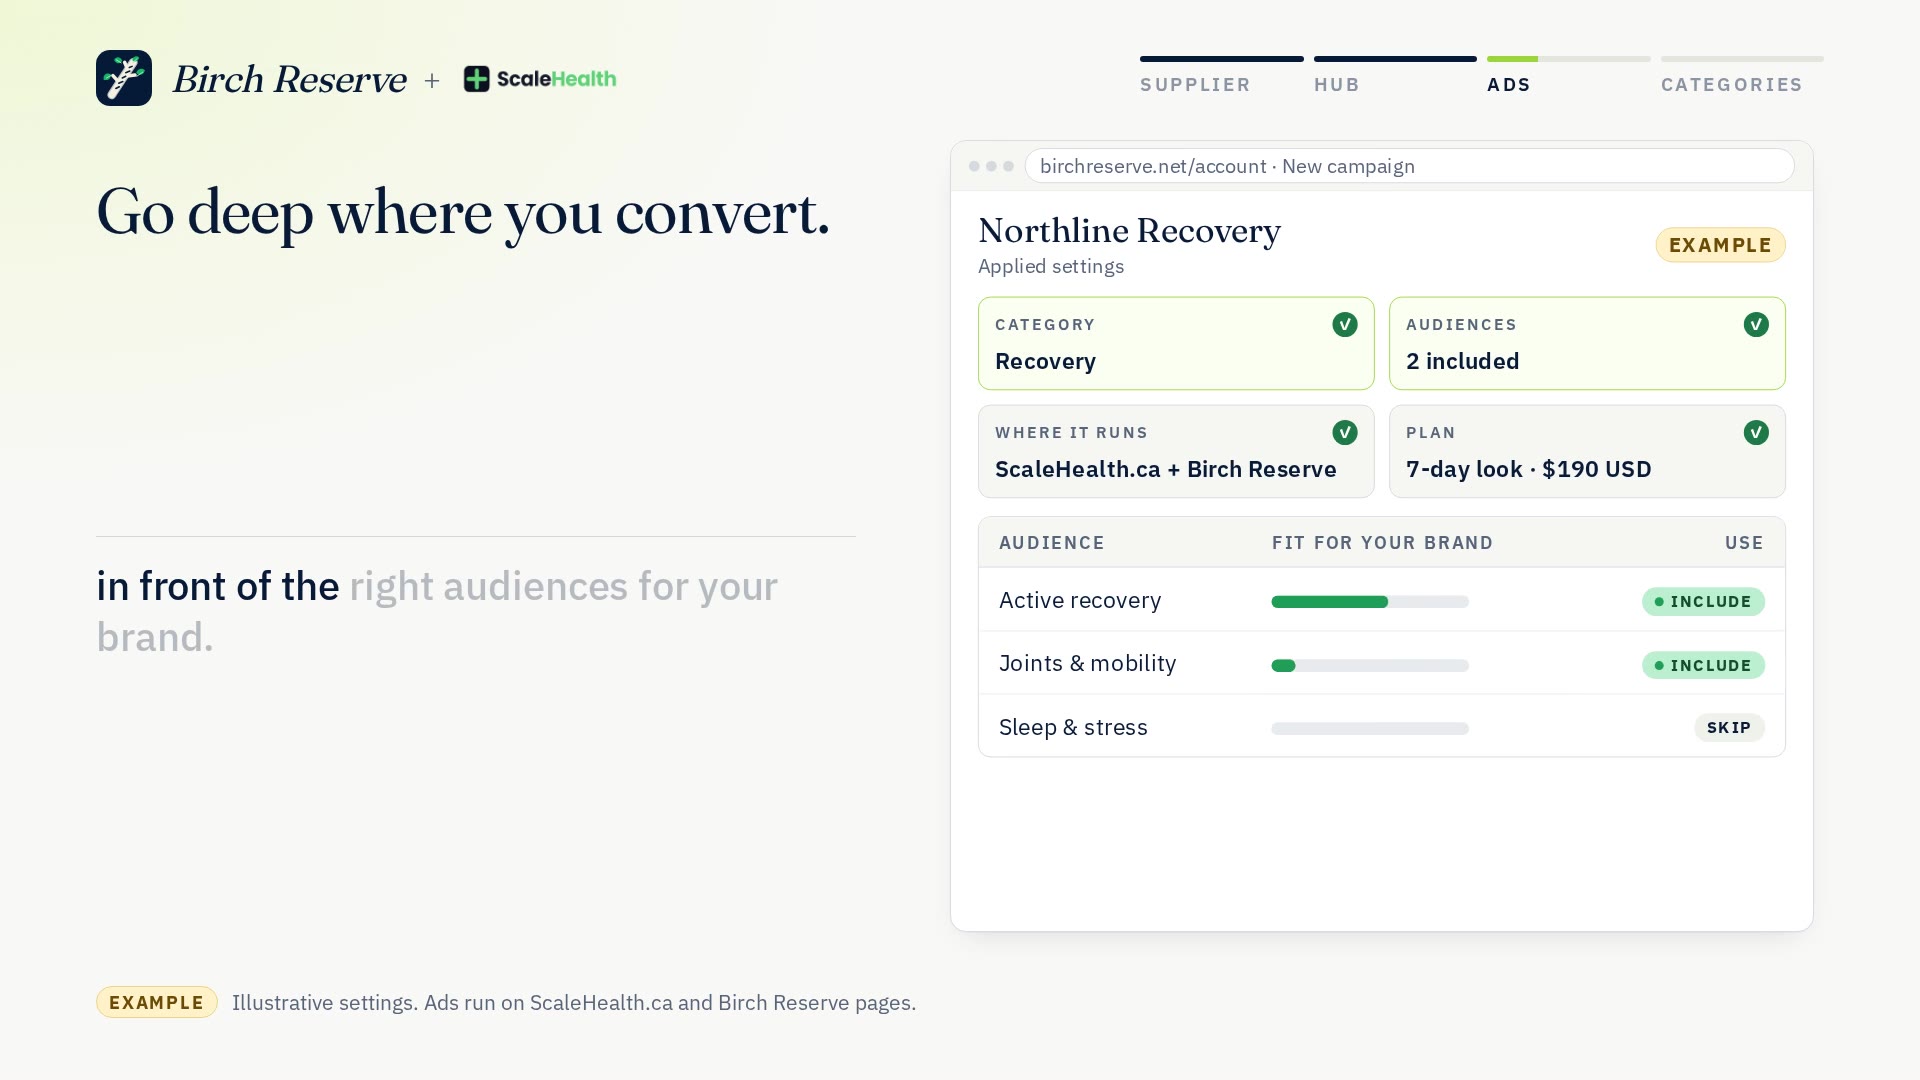 Birch Reserve + ScaleHealth
SUPPLIER HUB ADS CATEGORIES
Go deep where you convert.
in front of the right audiences for your
brand.
birchreserve.net/account · New campaign
Northline Recovery
Applied settings
EXAMPLE
CATEGORY
Recovery
AUDIENCES
2 included
WHERE IT RUNS
ScaleHealth.ca + Birch Reserve
PLAN
7-day look · $190 USD
AUDIENCE FIT FOR YOUR BRAND USE
Active recovery INCLUDE
Joints & mobility INCLUDE
Sleep & stress SKIP
EXAMPLE Illustrative settings. Ads run on ScaleHealth.ca and Birch Reserve pages.